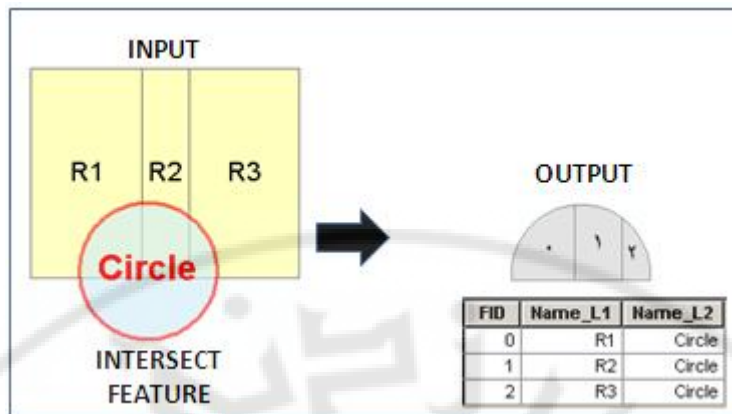 INPUT
R1 R2 R3
Circle
INTERSECT
FEATURE
OUTPUT
٠ ١ ٢
FID Name_L1 Name_L2
0 R1 Circle
1 R2 Circle
2 R3 Circle